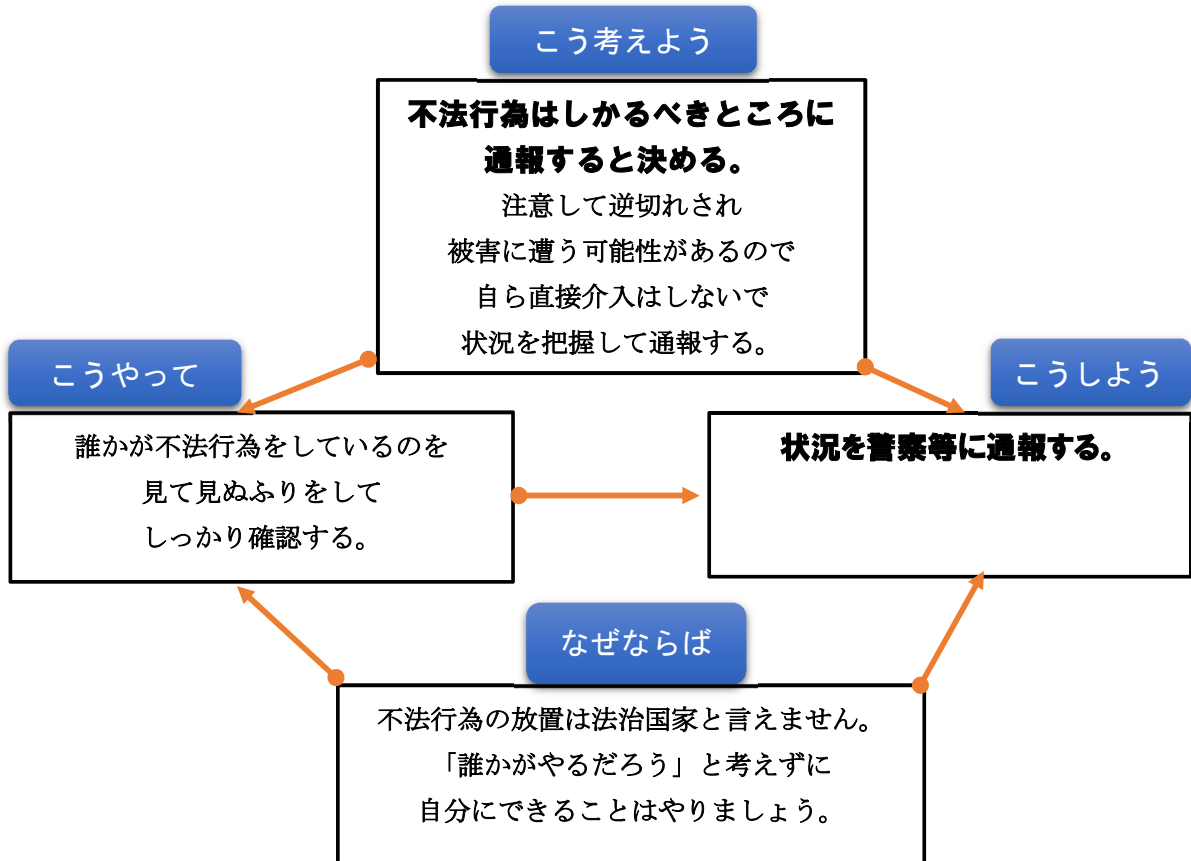 こう考えよう
不法行為はしかるべきところに
通報すると決める。
注意して逆切れされ
被害に遭う可能性があるので
自ら直接介入はしないで
状況を把握して通報する。
こうやって
誰かが不法行為をしているのを
見て見ぬふりをして
しっかり確認する。
こうしよう
状況を警察等に通報する。
なぜならば
不法行為の放置は法治国家と言えません。
「誰かがやるだろう」と考えずに
自分にできることはやりましょう。